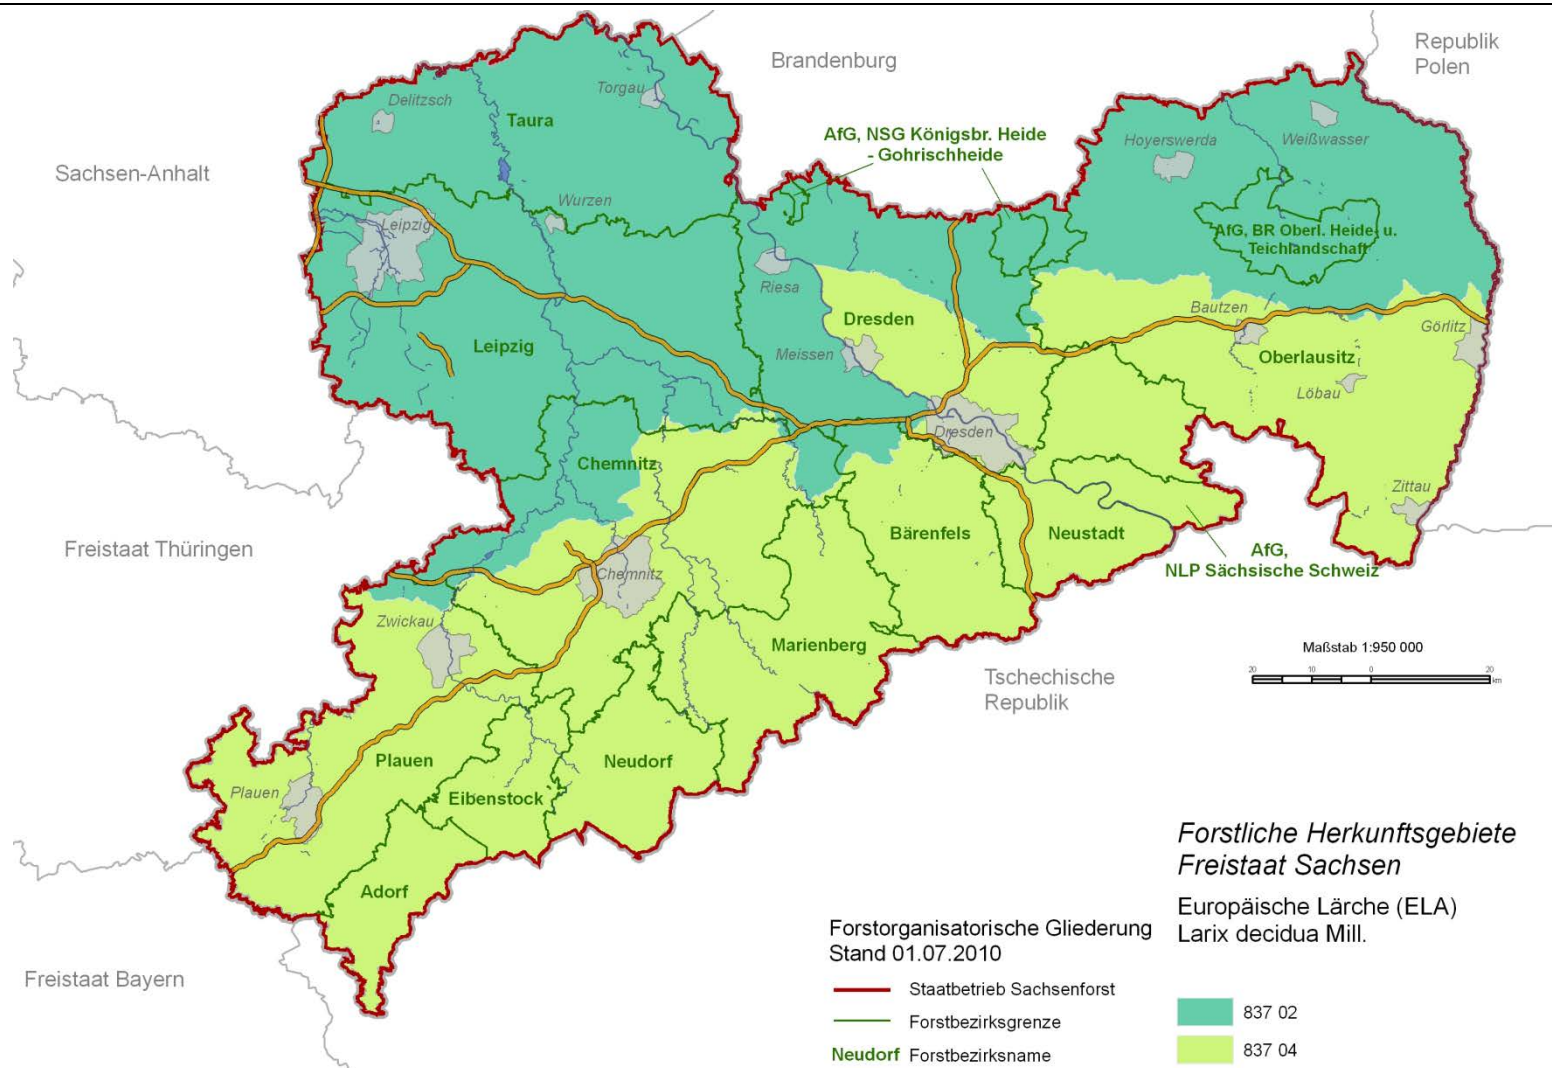 Brandenburg
Republik
Polen
Delitzsch
Torgau
Taura
AfG, NSG Königsbr. Heide
- Gohrischheide
Hoyerswerda
Weißwasser
Sachsen-Anhalt
Wurzen
Leipzig
AfG, BR Oberl. Heide- u.
Teichlandschaft
Riesa
Bautzen
Dresden
Görlitz
Leipzig
Meissen
Oberlausitz
Löbau
Dresden
Chemnitz
Zittau
Bärenfels
Neustadt
Freistaat Thüringen
AfG,
NLP Sächsische Schweiz
Chemnitz
Zwickau
Marienberg
Maßstab 1:950 000
20 10 0 20
km
Tschechische
Republik
Plauen
Neudorf
Plauen
Eibenstock
Adorf
Freistaat Bayern
Forstliche Herkunftsgebiete
Freistaat Sachsen
Europäische Lärche (ELA)
Larix decidua Mill.
Forstorganisatorische Gliederung
Stand 01.07.2010
Staatbetrieb Sachsenforst
Forstbezirksgrenze
Neudorf Forstbezirksname
837 02
837 04